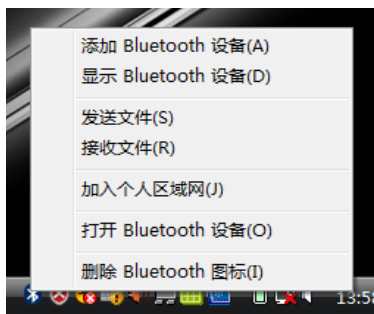 添加 Bluetooth 设备(A)
显示 Bluetooth 设备(D)
发送文件(S)
接收文件(R)
加入个人区域网(J)
打开 Bluetooth 设备(O)
删除 Bluetooth 图标(I)
13:58